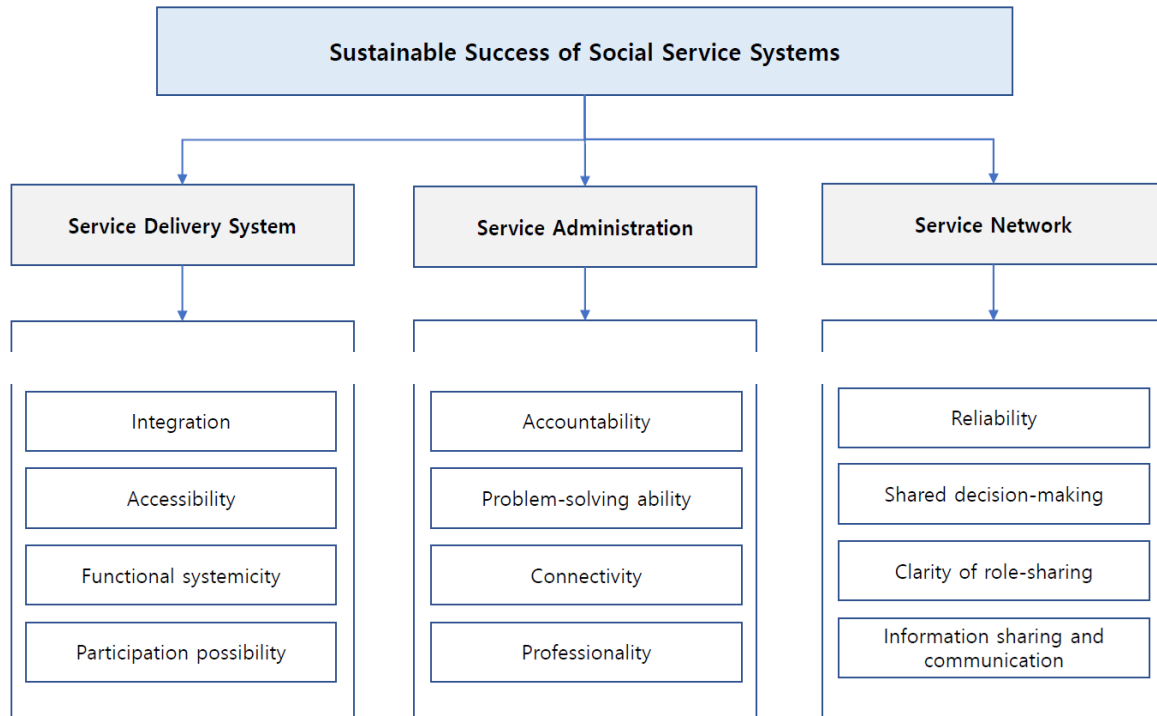 Sustainable Success of Social Service Systems
Service Delivery System
Service Administration
Service Network
Integration
Accessibility
Functional systemicity
Participation possibility
Accountability
Problem-solving ability
Connectivity
Professionality
Reliability
Shared decision-making
Clarity of role-sharing
Information sharing and
communication